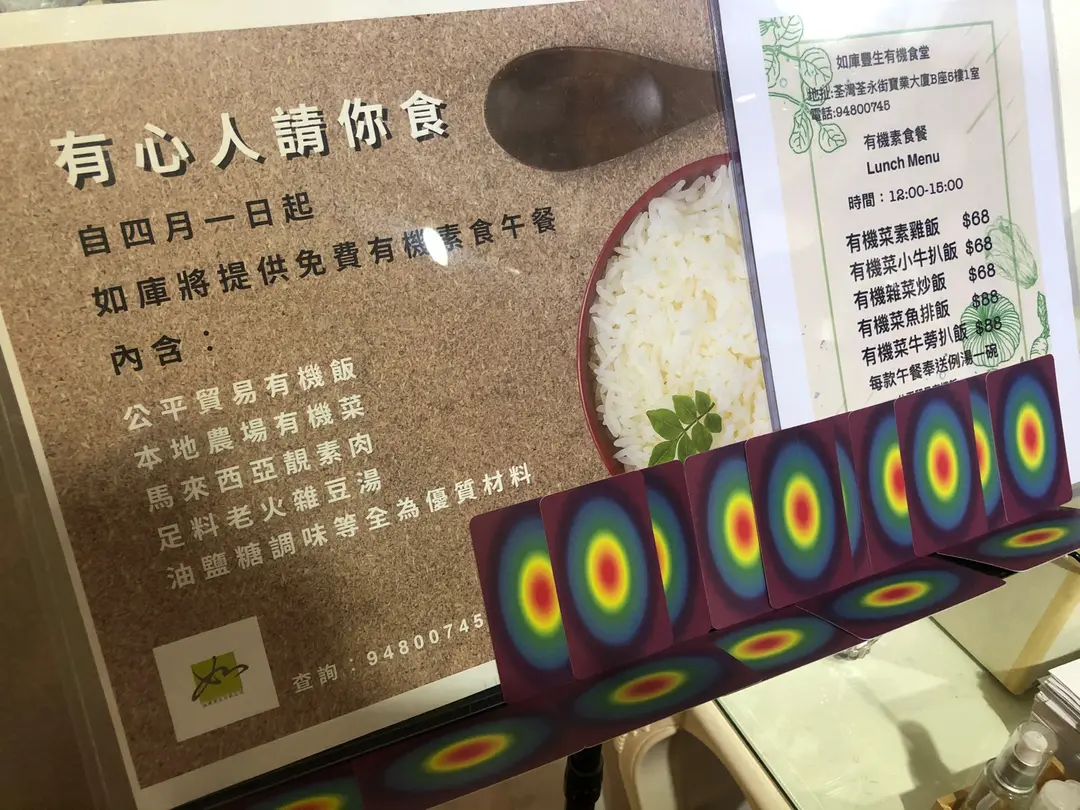 有心人請你食
自四月一日起
如庫將提供免費有機素食午餐
內含：
公平貿易有機飯
本地農場有機菜
馬來西亞靚素肉
足料老火雜豆湯
油鹽糖調味等全為優質材料
查詢：94800745
如庫豐生有機食堂
地址:荃灣荃永街寶業大廈B座6樓1室
電話:94800745
有機素食餐
Lunch Menu
時間：12:00-15:00
有機菜素雞飯 $68
有機菜小牛扒飯 $68
有機雜菜炒飯 $68
有機菜魚排飯 $88
有機菜牛蒡扒飯 $88
每款午餐奉送例湯一碗